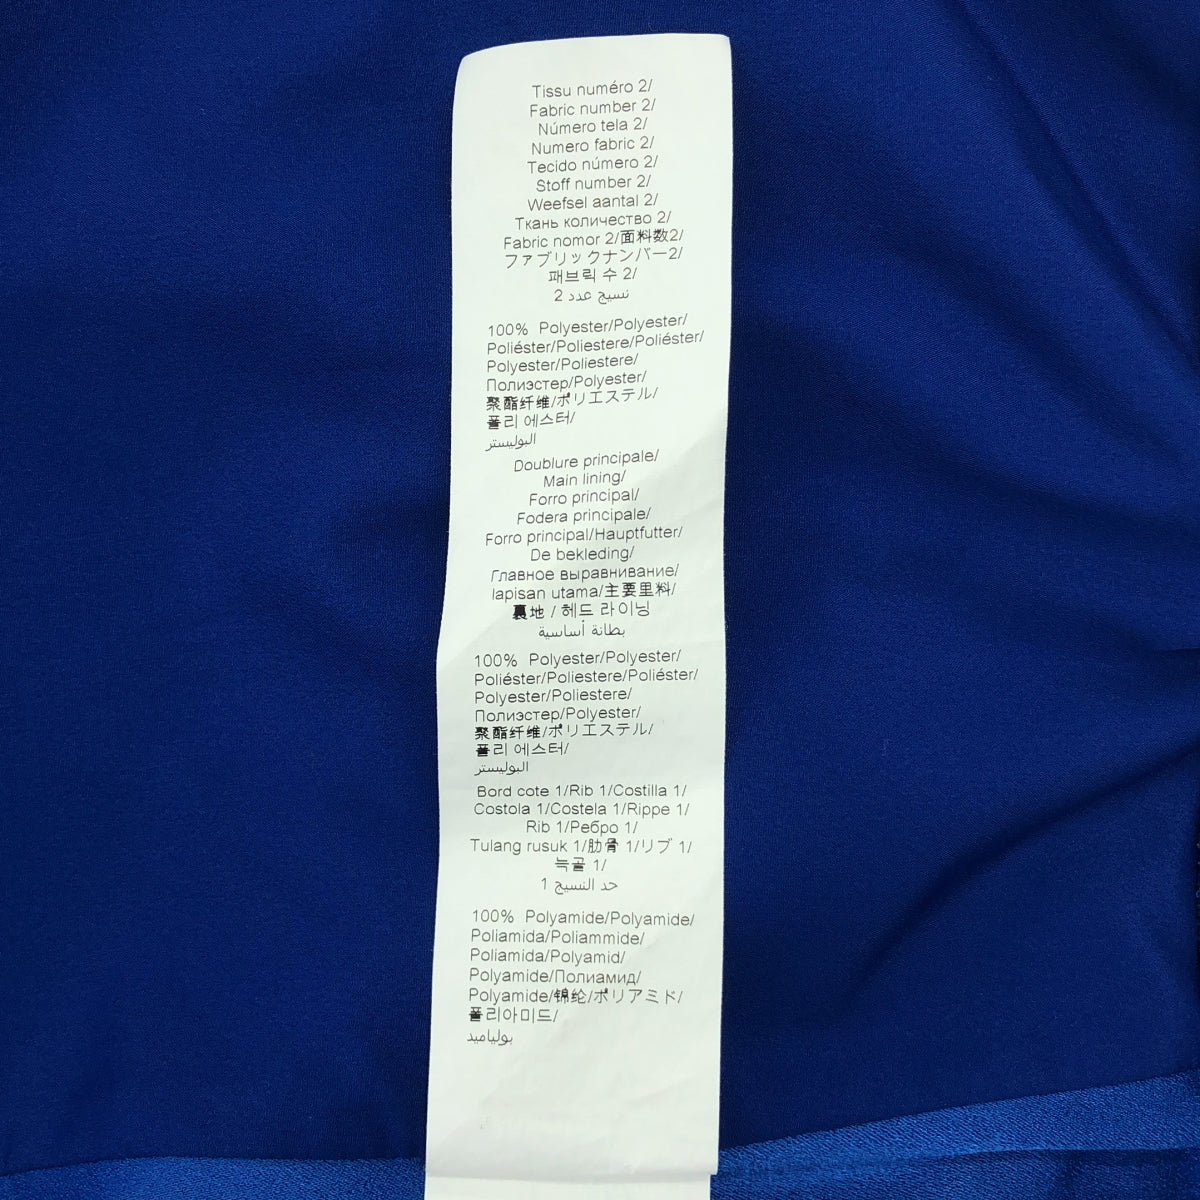 Tissu numéro 2/
Fabric number 2/
Número tela 2/
Numero fabric 2/
Tecido número 2/
Stoff number 2/
Weefsel aantal 2/
Ткань количество 2/
Fabric nomor 2/面料数2/
ファブリックナンバー2/
패브릭 수 2/
نسيج عدد 2
100% Polyester/Polyester/
Poliéster/Poliestere/Poliéster/
Polyester/Poliestere/
Полиэстер/Polyester/
聚酯纤维/ポリエステル/
폴리 에스터/
البوليستر
Doublure principale/
Main lining/
Forro principal/
Fodera principale/
Forro principal/Hauptfutter/
De bekleding/
Главное выравнивание/
lapisan utama/主要里料/
裏地 / 헤드 라이닝
بطانة أساسية
100% Polyester/Polyester/
Poliéster/Poliestere/Poliéster/
Polyester/Poliestere/
Полиэстер/Polyester/
聚酯纤维/ポリエステル/
폴리 에스터/
البوليستر
Bord cote 1/Rib 1/Costilla 1/
Costola 1/Costela 1/Rippe 1/
Rib 1/Ребро 1/
Tulang rusuk 1/肋骨 1/リブ 1/
늑골 1/
حد النسيج 1
100% Polyamide/Polyamide/
Poliamida/Poliammide/
Poliamida/Polyamid/
Polyamide/Полиамид/
Polyamide/锦纶/ポリアミド/
폴리아미드/
بولياميد